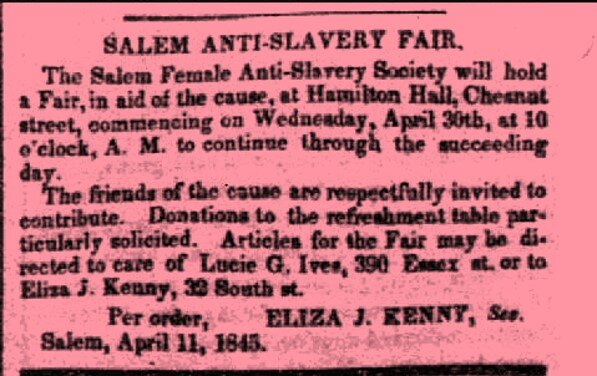 SALEM ANTI-SLAVERY FAIR.
The Salem Female Anti-Slavery Society will hold
a Fair, in aid of the cause, at Hamilton Hall, Chesnut
street, commencing on Wednesday, April 30th, at 10
o'clock, A. M. to continue through the succeeding
day.
The friends of the cause are respectfully invited to
contribute. Donations to the refreshment table par-
ticularly solicited. Articles for the Fair may be di-
rected to care of Lucie G. Ives, 390 Essex st. or to
Eliza J. Kenny, 32 South st.
Per order, ELIZA J. KENNY, Sec.
Salem, April 11, 1845.